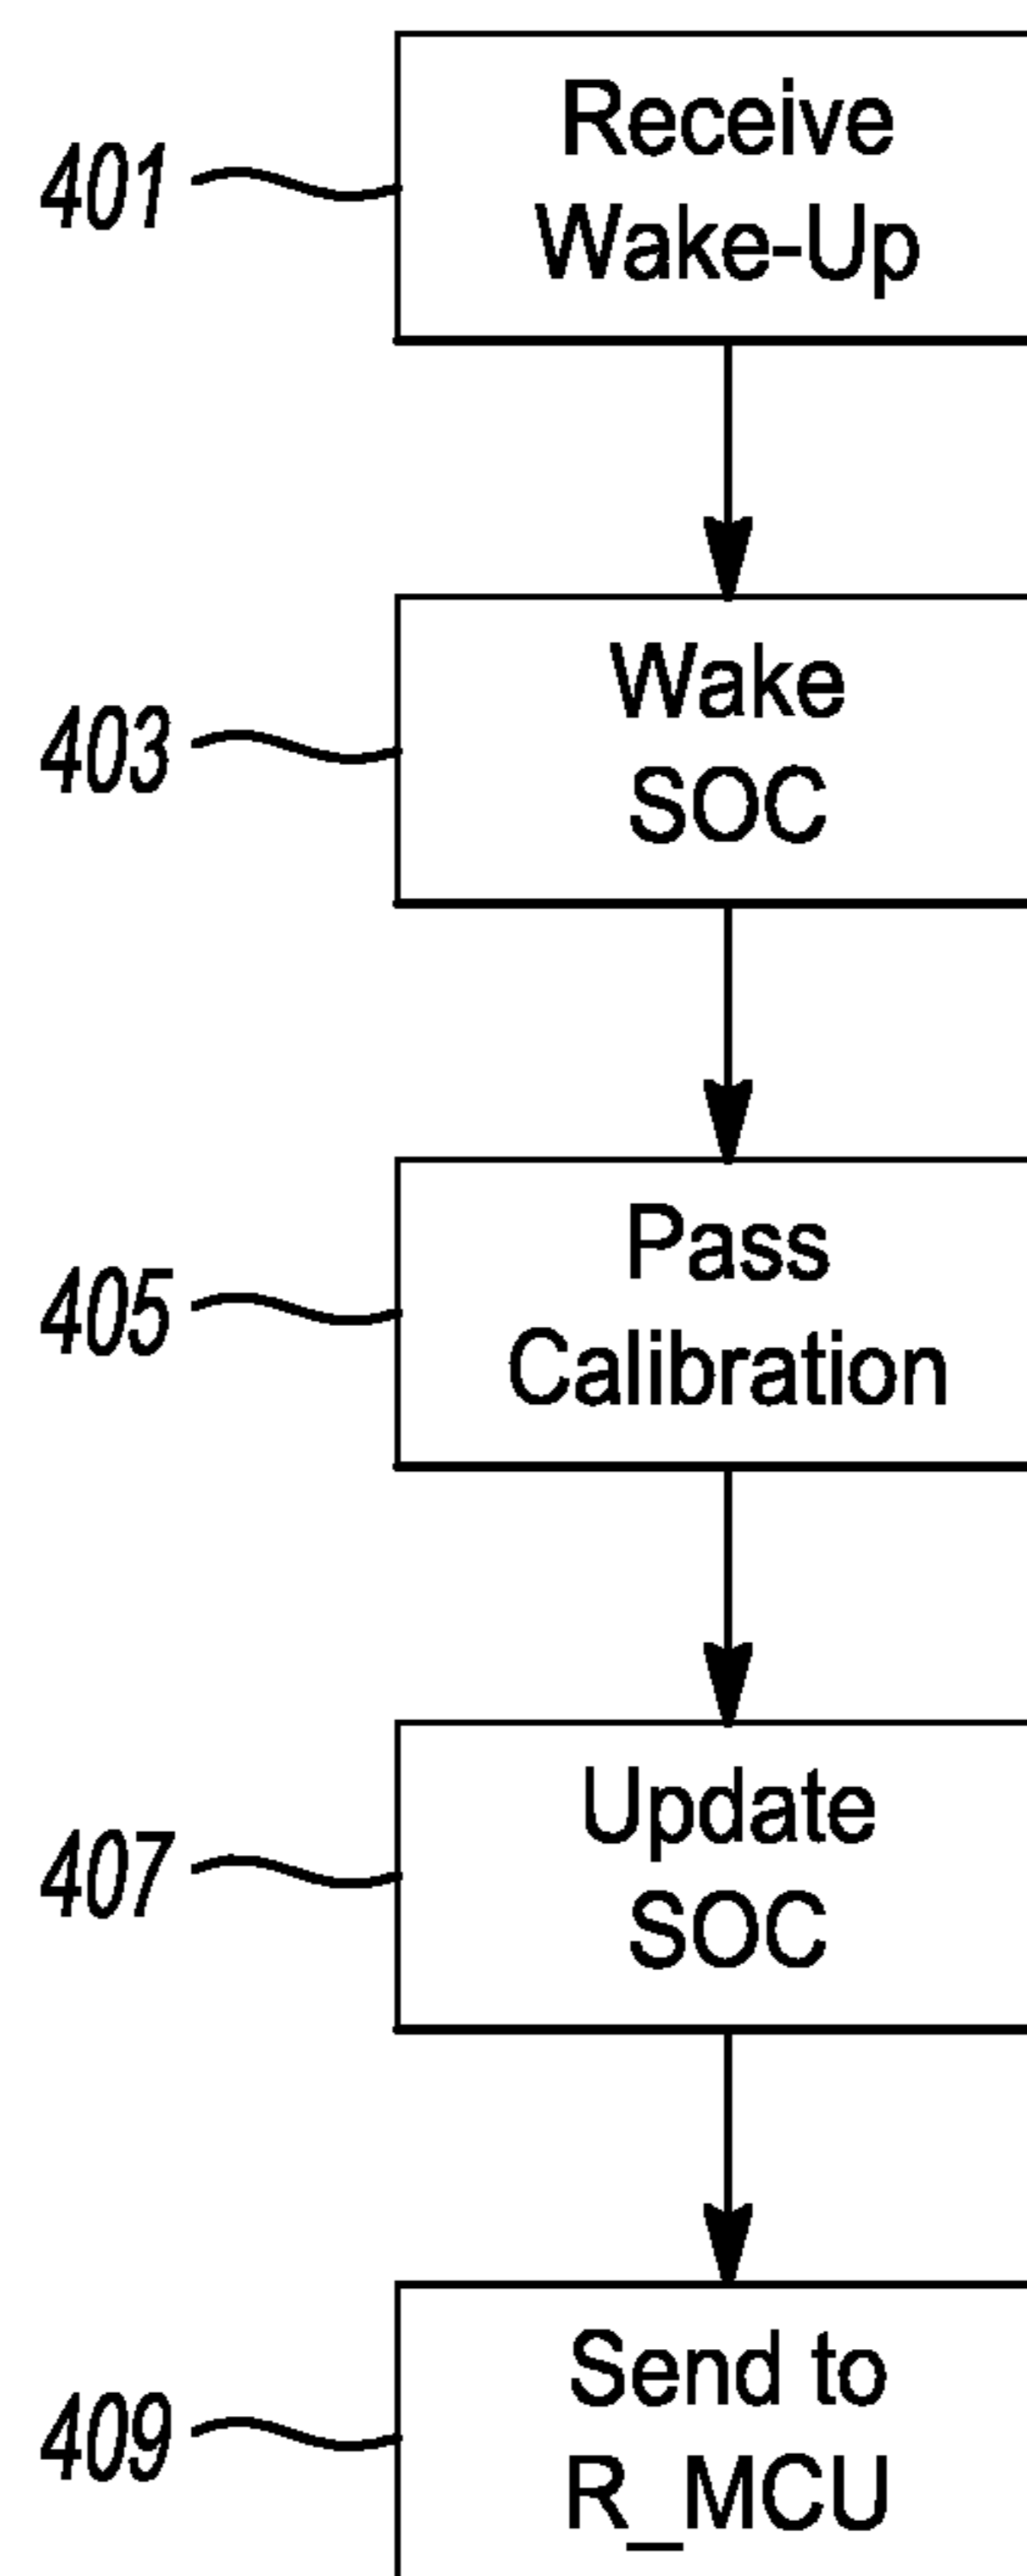 401
Receive
Wake-Up
403
Wake
SOC
405
Pass
Calibration
407
Update
SOC
409
Send to
R_MCU